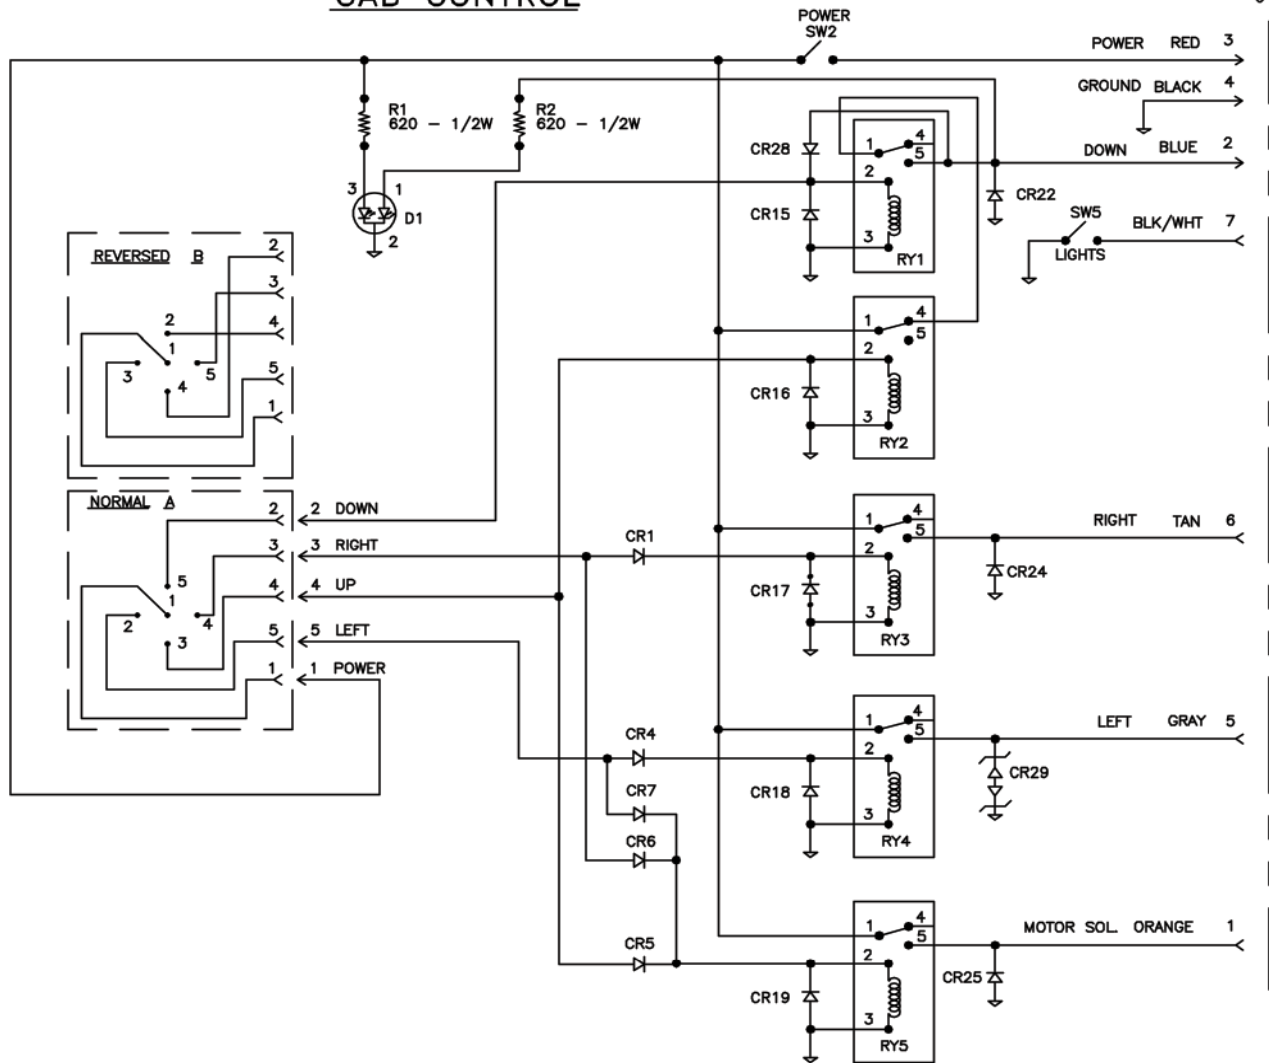 CAB CONTROL
POWER
SW2
POWER RED 3
GROUND BLACK 4
R1
620 - 1/2W
R2
620 - 1/2W
CR28
1
4
5
2
DOWN BLUE 2
3 1
D1
2
CR15
3
RY1
CR22
SW5
LIGHTS
BLK/WHT 7
REVERSED B
2
3
4
5
1
2
1
3
5
4
1
4
5
2
CR16
3
RY2
NORMAL A
2 2 DOWN
3 3 RIGHT
4 4 UP
5 5 LEFT
1 1 POWER
5
1
2
4
3
CR1
1
4
5
2
CR17
3
RY3
RIGHT TAN 6
CR24
CR4
CR7
CR6
CR5
1
4
5
2
CR18
3
RY4
LEFT GRAY 5
CR29
1
4
5
2
CR19
3
RY5
MOTOR SOL. ORANGE 1
CR25